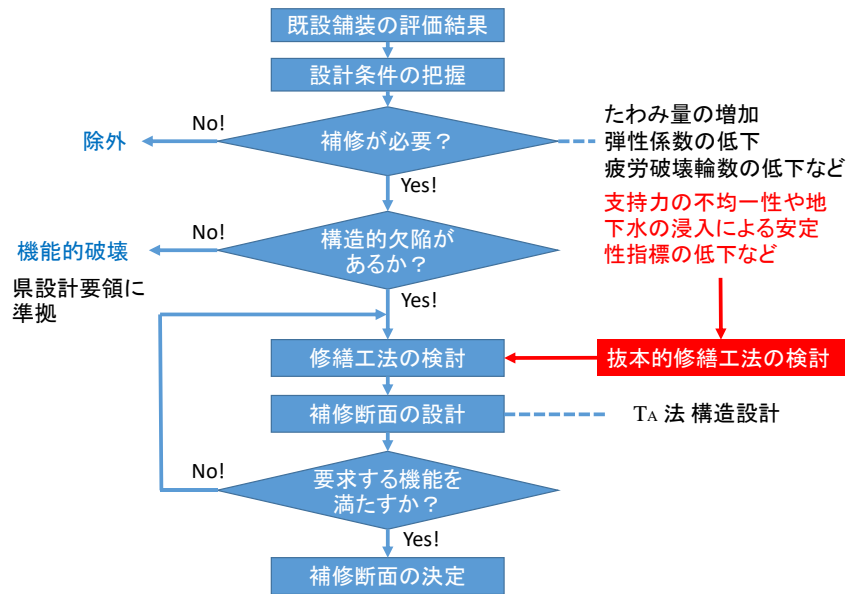 既設舗装の評価結果
設計条件の把握
No!
除外
補修が必要？
たわみ量の増加
弾性係数の低下
疲労破壊輪数の低下など
Yes!
支持力の不均一性や地
下水の浸入による安定
性指標の低下など
No!
機能的破壊
構造的欠陥が
あるか？
県設計要領に
準拠
Yes!
修繕工法の検討
抜本的修繕工法の検討
補修断面の設計
TA 法 構造設計
No!
要求する機能を
満たすか？
Yes!
補修断面の決定